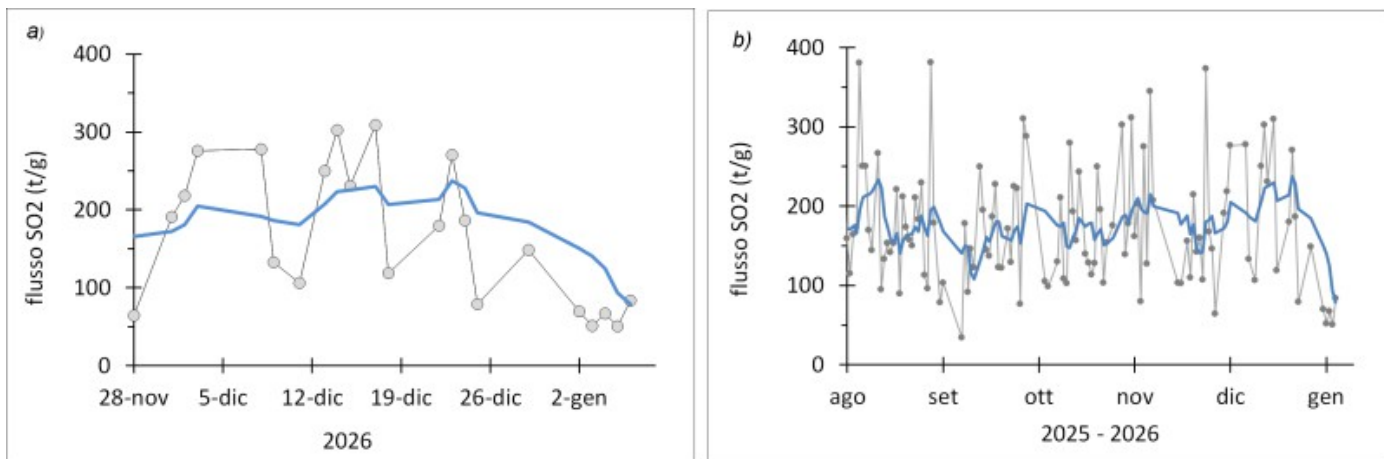 a)
flusso SO2 (t/g)
400
300
200
100
0
28-nov 5-dic 12-dic 19-dic 26-dic 2-gen
2026
b)
flusso SO2 (t/g)
400
300
200
100
0
ago set ott nov dic gen
2025 - 2026